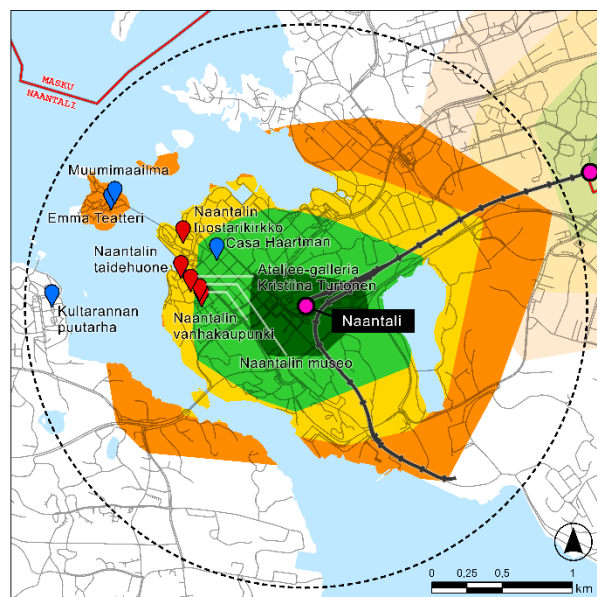 MASKU
NAANTALI
Muumimaailma
Emma Teatteri
Naantalin
luostarikirkko
Casa Haartman
Naantalin
taidehuone
Ateljee-galleria
Kristiina Turtonen
Kultarannan
puutarha
Naantalin
vanhakaupunki
Naantali
Naantalin museo
0 0,25 0,5 1
km